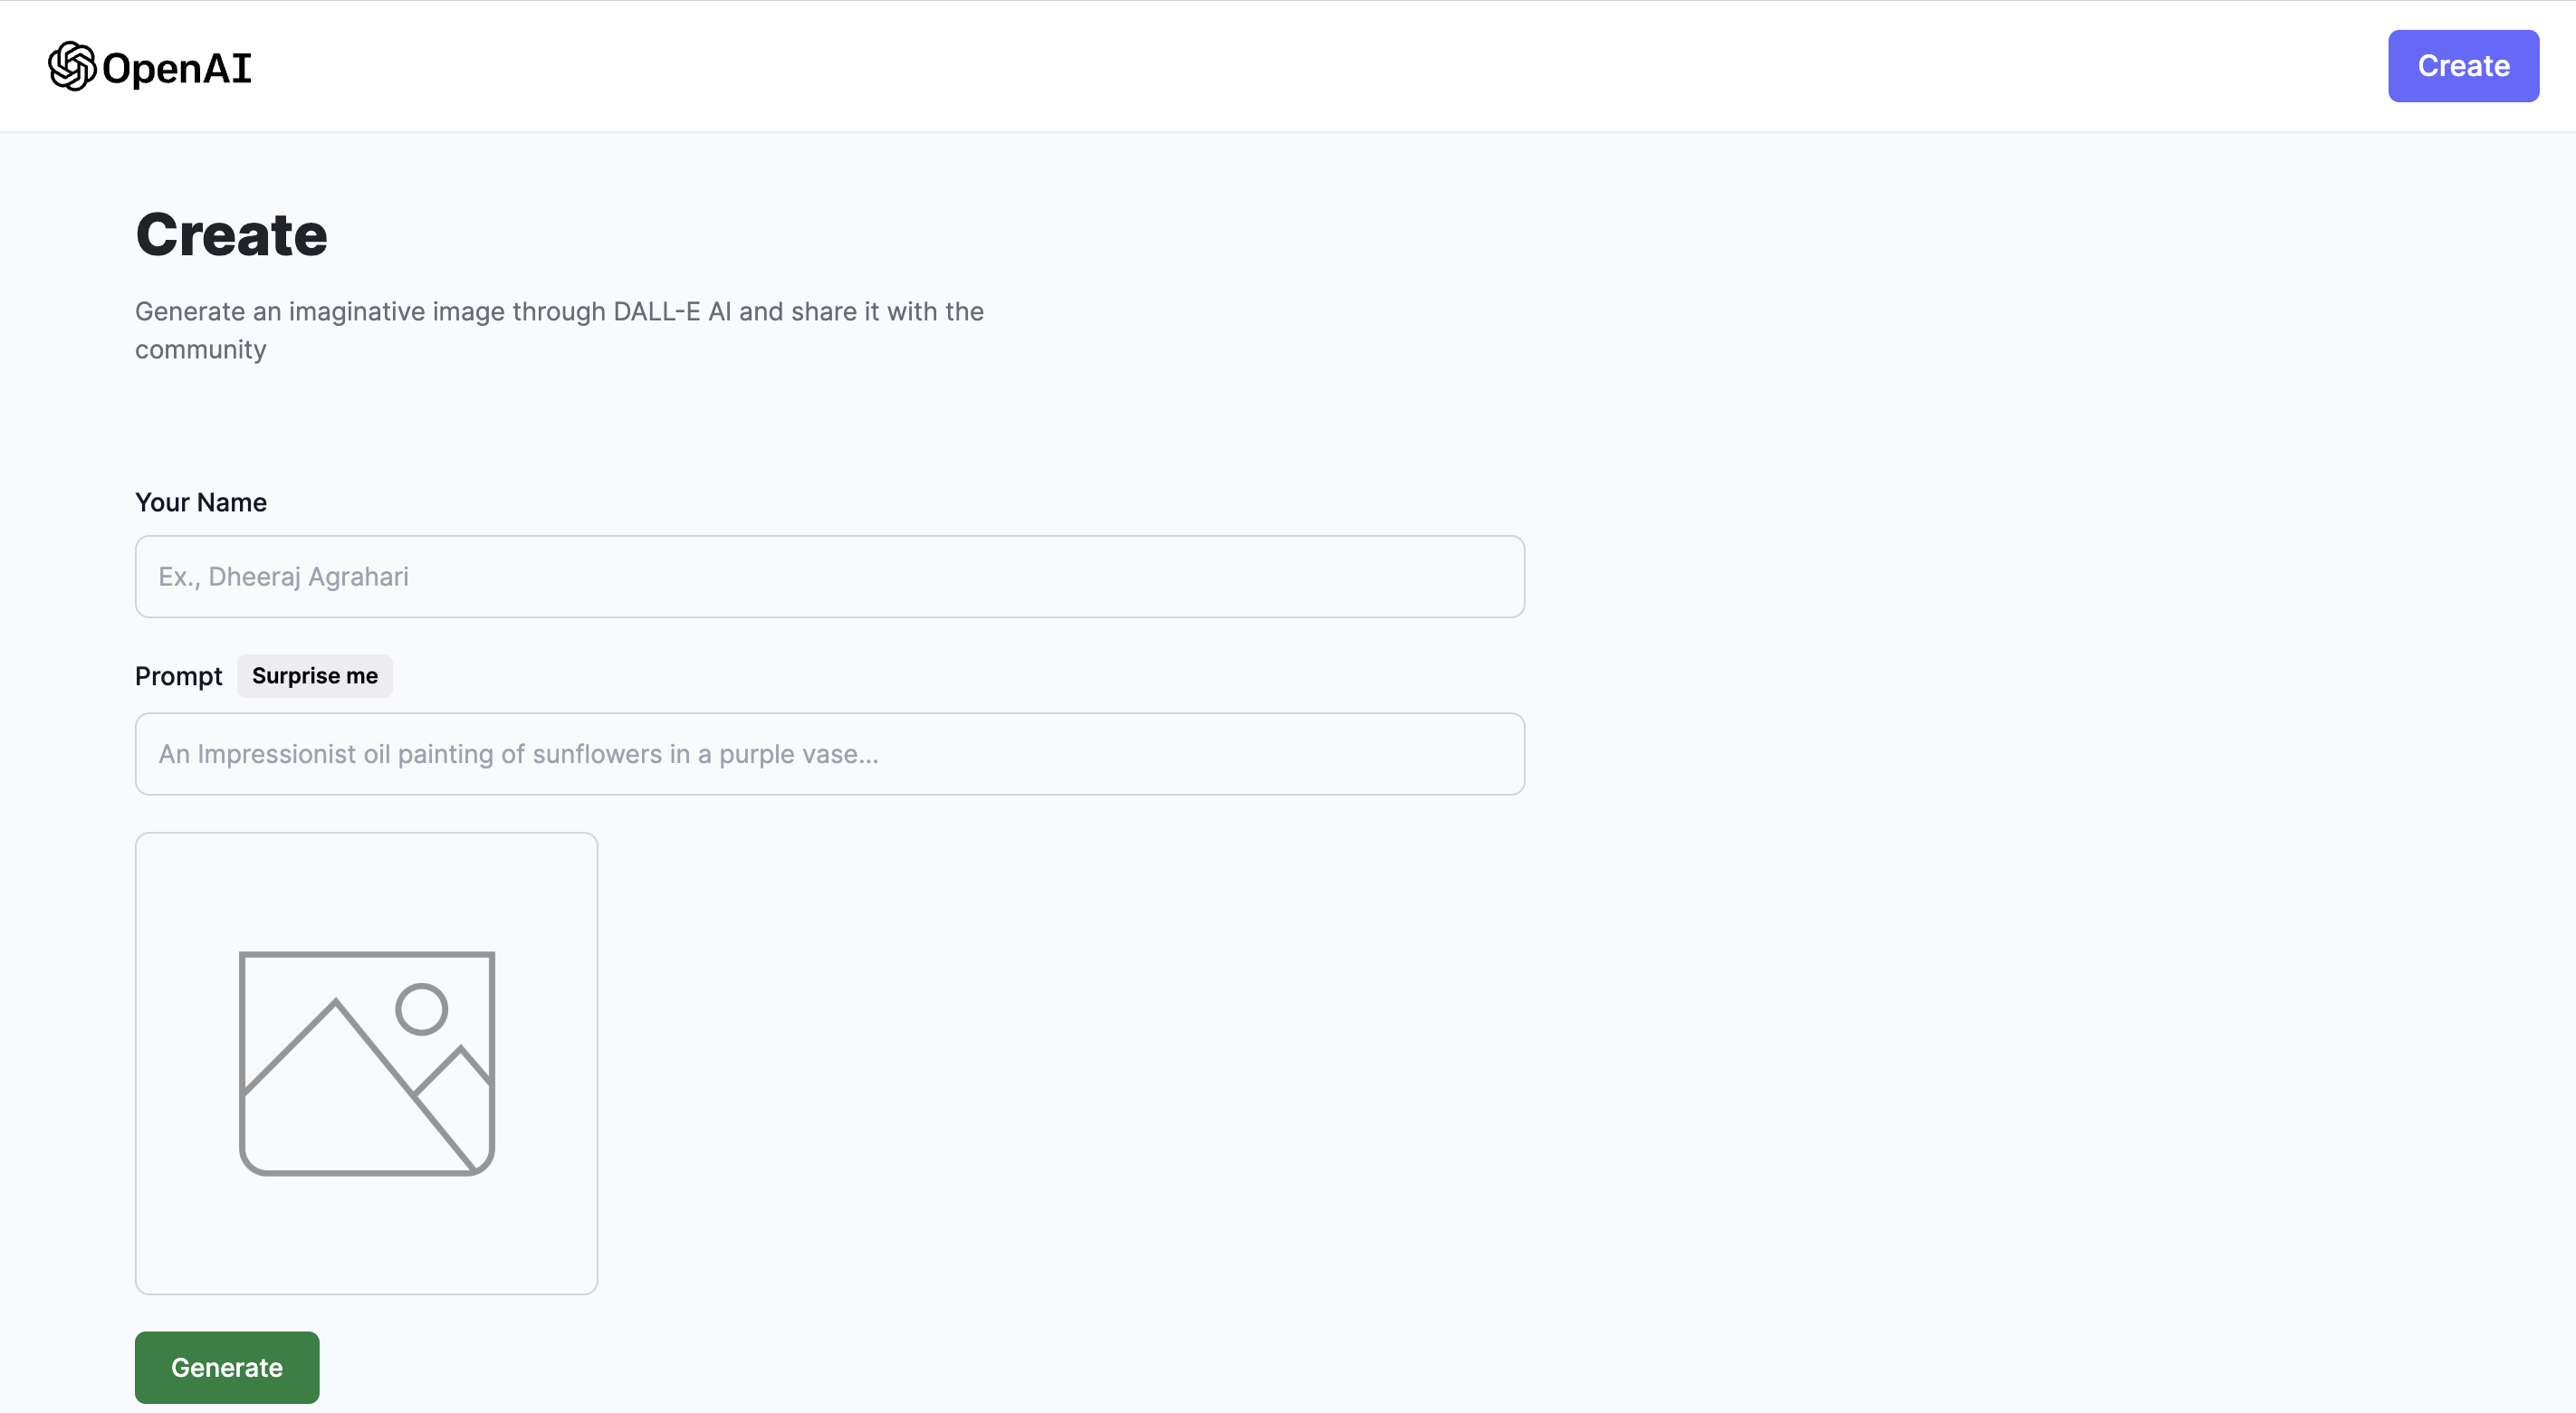 OpenAI
Create
Create
Generate an imaginative image through DALL-E AI and share it with the
community
Your Name
Ex., Dheeraj Agrahari
Prompt Surprise me
An Impressionist oil painting of sunflowers in a purple vase...
Generate